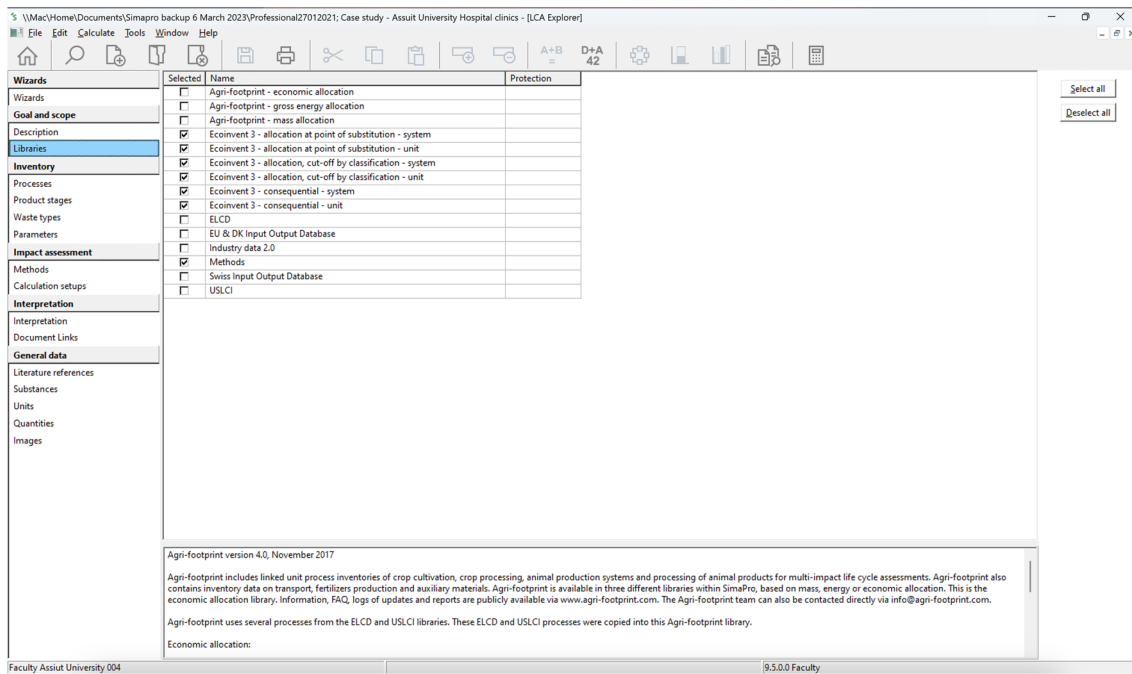 \\Mac\Home\Documents\Simapro backup 6 March 2023\Professional27012021; Case study - Assuit University Hospital clinics - [LCA Explorer]
File Edit Calculate Tools Window Help
A+B
=
D+A
42
Wizards
Wizards
Goal and scope
Description
Libraries
Inventory
Processes
Product stages
Waste types
Parameters
Impact assessment
Methods
Calculation setups
Interpretation
Interpretation
Document Links
General data
Literature references
Substances
Units
Quantities
Images
Selected Name Protection
Agri-footprint - economic allocation
Agri-footprint - gross energy allocation
Agri-footprint - mass allocation
Ecoinvent 3 - allocation at point of substitution - system
Ecoinvent 3 - allocation at point of substitution - unit
Ecoinvent 3 - allocation, cut-off by classification - system
Ecoinvent 3 - allocation, cut-off by classification - unit
Ecoinvent 3 - consequential - system
Ecoinvent 3 - consequential - unit
ELCD
EU & DK Input Output Database
Industry data 2.0
Methods
Swiss Input Output Database
USLCI
Select all
Deselect all
Agri-footprint version 4.0, November 2017
Agri-footprint includes linked unit process inventories of crop cultivation, crop processing, animal production systems and processing of animal products for multi-impact life cycle assessments. Agri-footprint also
contains inventory data on transport, fertilizers production and auxiliary materials. Agri-footprint is available in three different libraries within SimaPro, based on mass, energy or economic allocation. This is the
economic allocation library. Information, FAQ, logs of updates and reports are publicly available via www.agri-footprint.com. The Agri-footprint team can also be contacted directly via info@agri-footprint.com.
Agri-footprint uses several processes from the ELCD and USLCI libraries. These ELCD and USLCI processes were copied into this Agri-footprint library.
Economic allocation:
Faculty Assiut University 004
9.5.0.0 Faculty